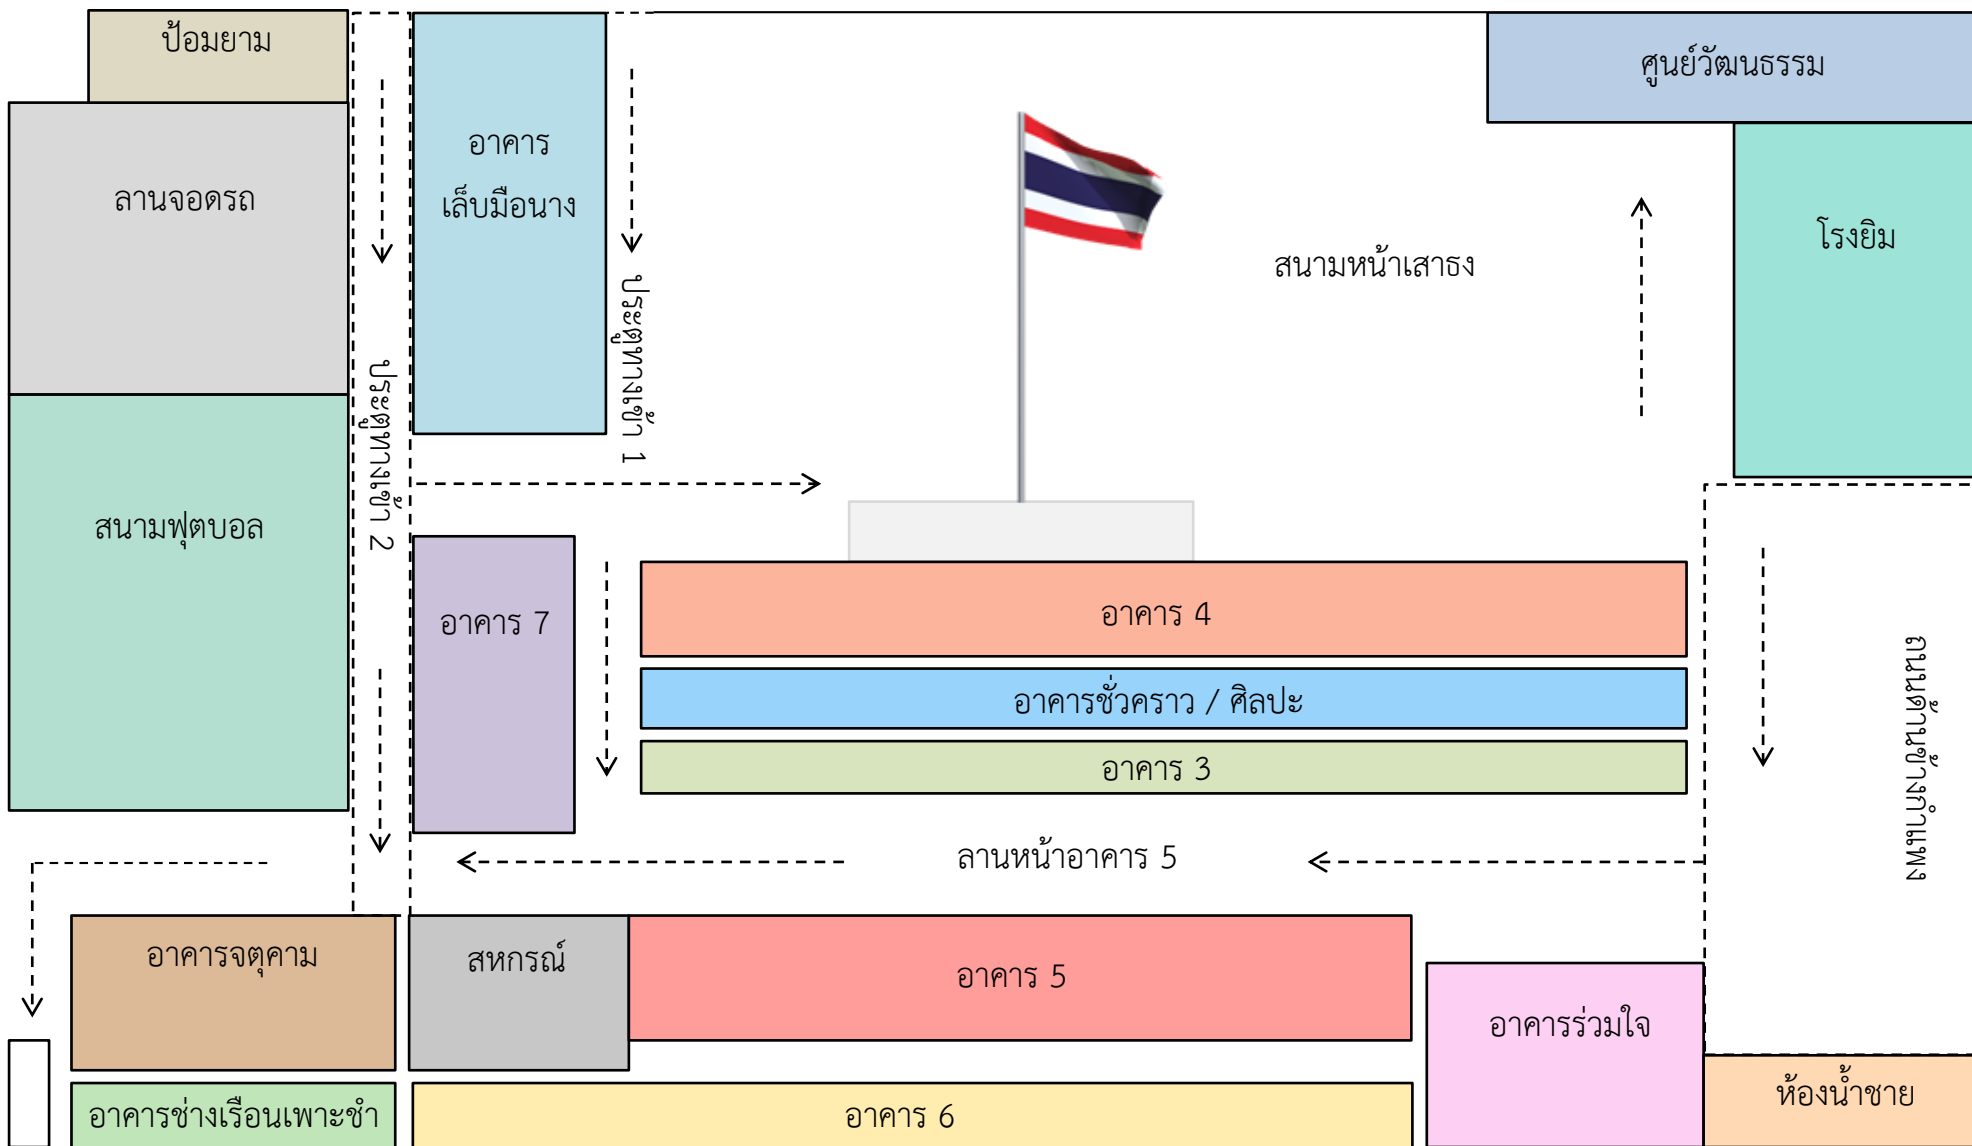 ป้อมยาม
ศูนย์วัฒนธรรม
อาคาร
เล็บมือนาง
ลานจอดรถ
โรงยิม
สนามหน้าเสาธง
ประตูทางเข้า 1
ประตูทางเข้า 2
สนามฟุตบอล
อาคาร 7
อาคาร 4
อาคารชั่วคราว / ศิลปะ
อาคาร 3
ถนนด้านข้างกำแพง
ลานหน้าอาคาร 5
อาคารจตุคาม
สหกรณ์
อาคาร 5
อาคารร่วมใจ
ห้องน้ำชาย
อาคารช่างเรือนเพาะชำ
อาคาร 6